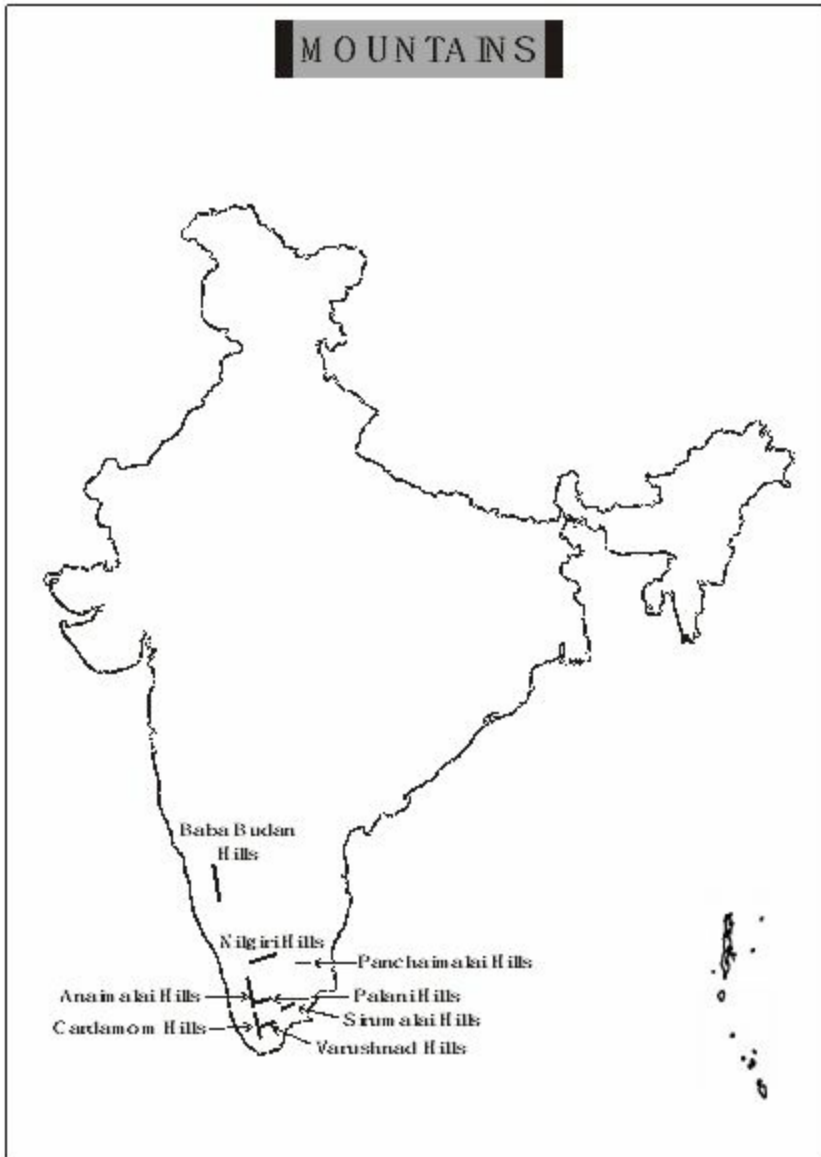 MOUNTAINS
Baba Budan
Hills
Nilgiri Hills
Panchaimalai Hills
Anaimalai Hills
Palani Hills
Sirumalai Hills
Cardamom Hills
Varushnad Hills